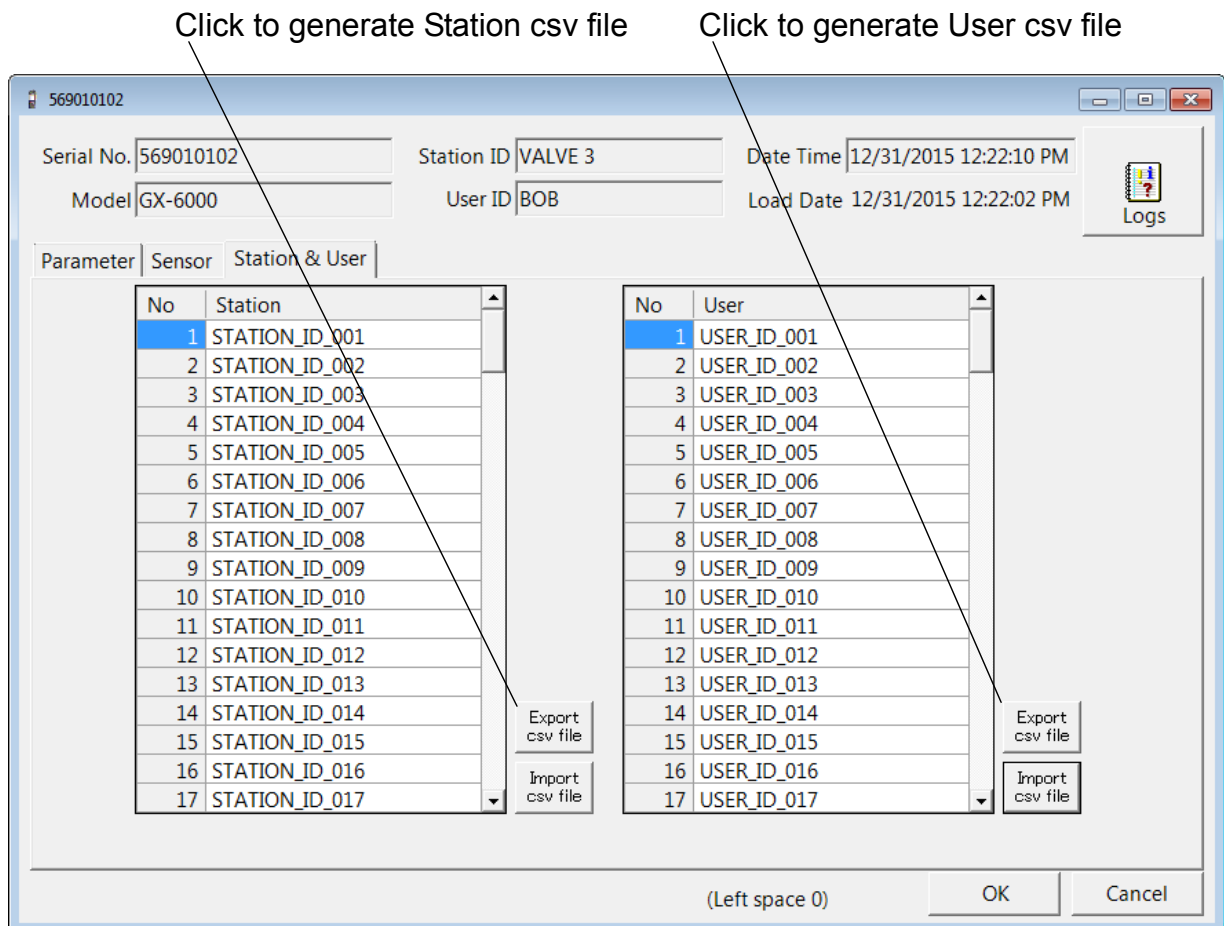 Click to generate Station csv file Click to generate User csv file
569010102
Serial No. 569010102 Station ID VALVE 3 Date Time 12/31/2015 12:22:10 PM
Model GX-6000 User ID BOB Load Date 12/31/2015 12:22:02 PM
Logs
Parameter Sensor Station & User
No Station No User
1 STATION_ID_001 1 USER_ID_001
2 STATION_ID_002 2 USER_ID_002
3 STATION_ID_003 3 USER_ID_003
4 STATION_ID_004 4 USER_ID_004
5 STATION_ID_005 5 USER_ID_005
6 STATION_ID_006 6 USER_ID_006
7 STATION_ID_007 7 USER_ID_007
8 STATION_ID_008 8 USER_ID_008
9 STATION_ID_009 9 USER_ID_009
10 STATION_ID_010 10 USER_ID_010
11 STATION_ID_011 11 USER_ID_011
12 STATION_ID_012 12 USER_ID_012
13 STATION_ID_013 13 USER_ID_013
14 STATION_ID_014 Export 14 USER_ID_014 Export
15 STATION_ID_015 csv file 15 USER_ID_015 csv file
16 STATION_ID_016 Import 16 USER_ID_016 Import
17 STATION_ID_017 csv file 17 USER_ID_017 csv file
(Left space 0) OK Cancel